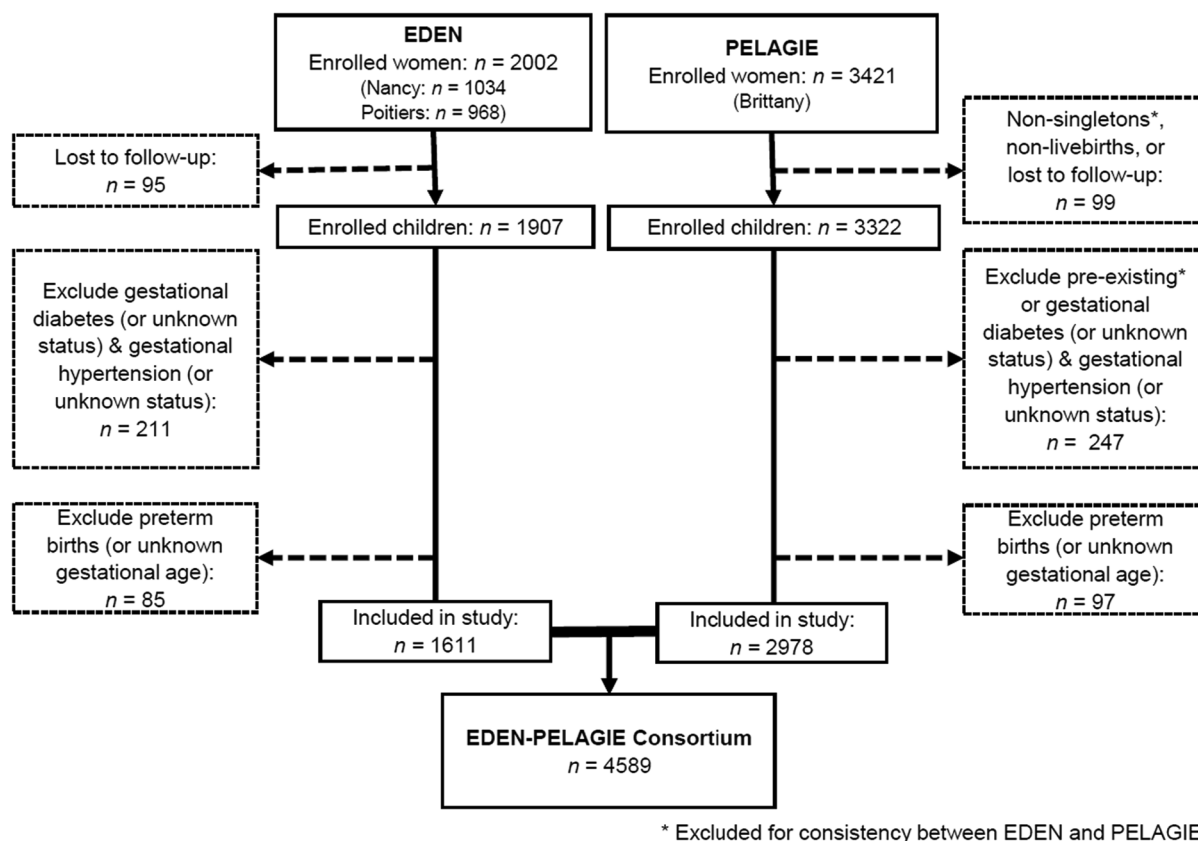 EDEN
Enrolled women: n = 2002
(Nancy: n = 1034
Poitiers: n = 968)
PELAGIE
Enrolled women: n = 3421
(Brittany)
Lost to follow-up:
n = 95
Non-singletons*,
non-livebirths, or
lost to follow-up:
n = 99
Enrolled children: n = 1907
Enrolled children: n = 3322
Exclude gestational
diabetes (or unknown
status) & gestational
hypertension (or
unknown status):
n = 211
Exclude pre-existing*
or gestational
diabetes (or unknown
status) & gestational
hypertension (or
unknown status):
n = 247
Exclude preterm
births (or unknown
gestational age):
n = 85
Exclude preterm
births (or unknown
gestational age):
n = 97
Included in study:
n = 1611
Included in study:
n = 2978
EDEN-PELAGIE Consortium
n = 4589
* Excluded for consistency between EDEN and PELAGIE